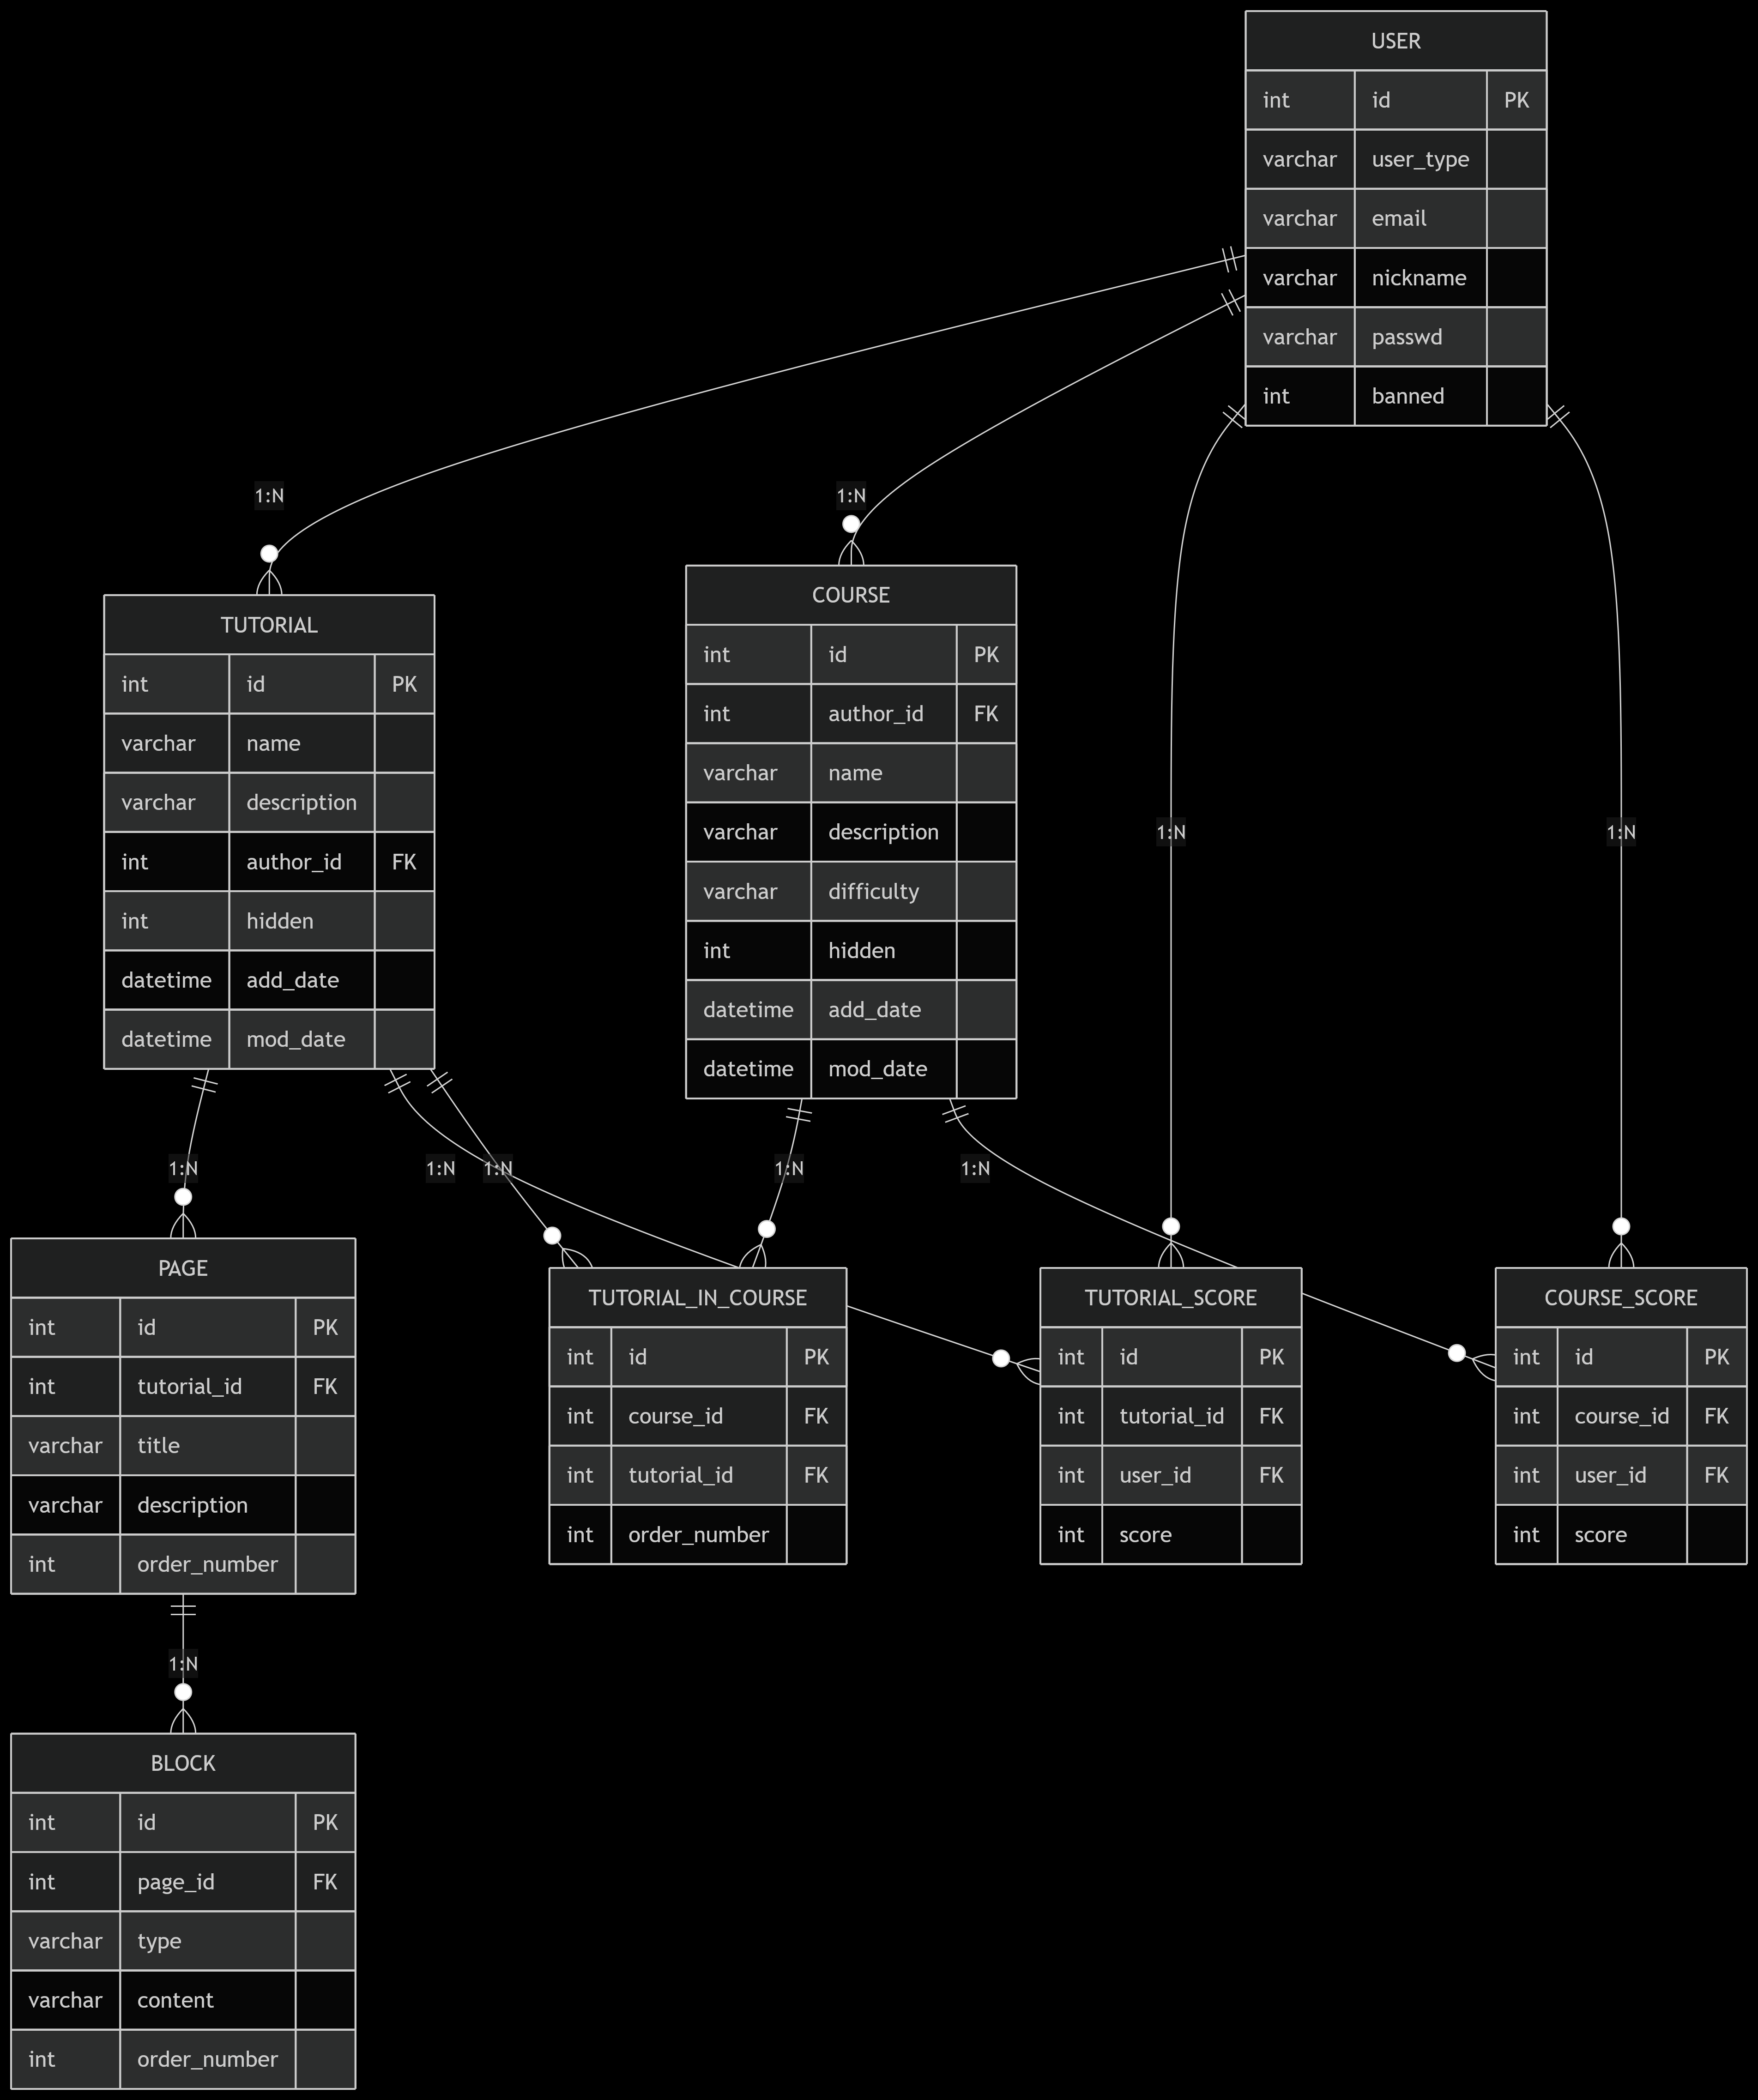 USER
int id PK
varchar user_type
varchar email
varchar nickname
varchar passwd
int banned
1:N
1:N
1:N
1:N
TUTORIAL
int id PK
varchar name
varchar description
int author_id FK
int hidden
datetime add_date
datetime mod_date
COURSE
int id PK
int author_id FK
varchar name
varchar description
varchar difficulty
int hidden
datetime add_date
datetime mod_date
1:N
1:N
1:N
1:N
1:N
PAGE
int id PK
int tutorial_id FK
varchar title
varchar description
int order_number
TUTORIAL_IN_COURSE
int id PK
int course_id FK
int tutorial_id FK
int order_number
TUTORIAL_SCORE
int id PK
int tutorial_id FK
int user_id FK
int score
COURSE_SCORE
int id PK
int course_id FK
int user_id FK
int score
1:N
BLOCK
int id PK
int page_id FK
varchar type
varchar content
int order_number